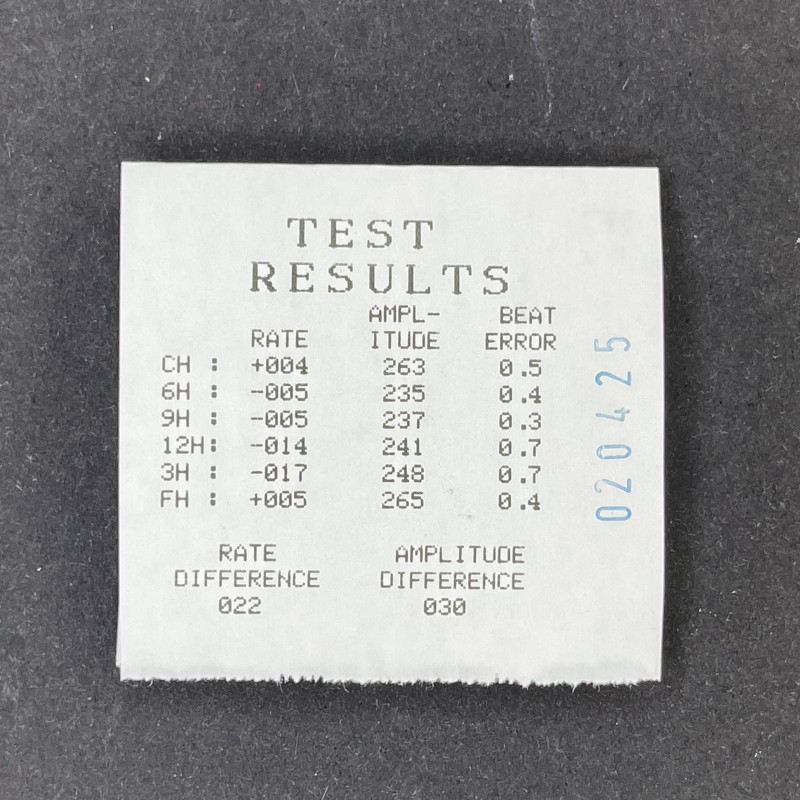 TEST
RESULTS
AMPL- BEAT
RATE ITUDE ERROR
CH : +004 263 0.5
6H : -005 235 0.4
9H : -005 237 0.3
12H: -014 241 0.7
3H : -017 248 0.7
FH : +005 265 0.4
RATE AMPLITUDE
DIFFERENCE DIFFERENCE
022 030
020425